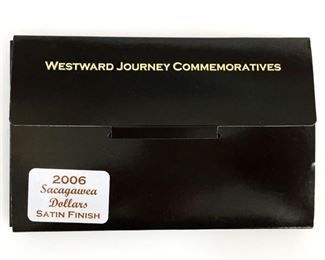 Westward Journey Commemoratives
2006
Sacagawea
Dollars
Satin Finish